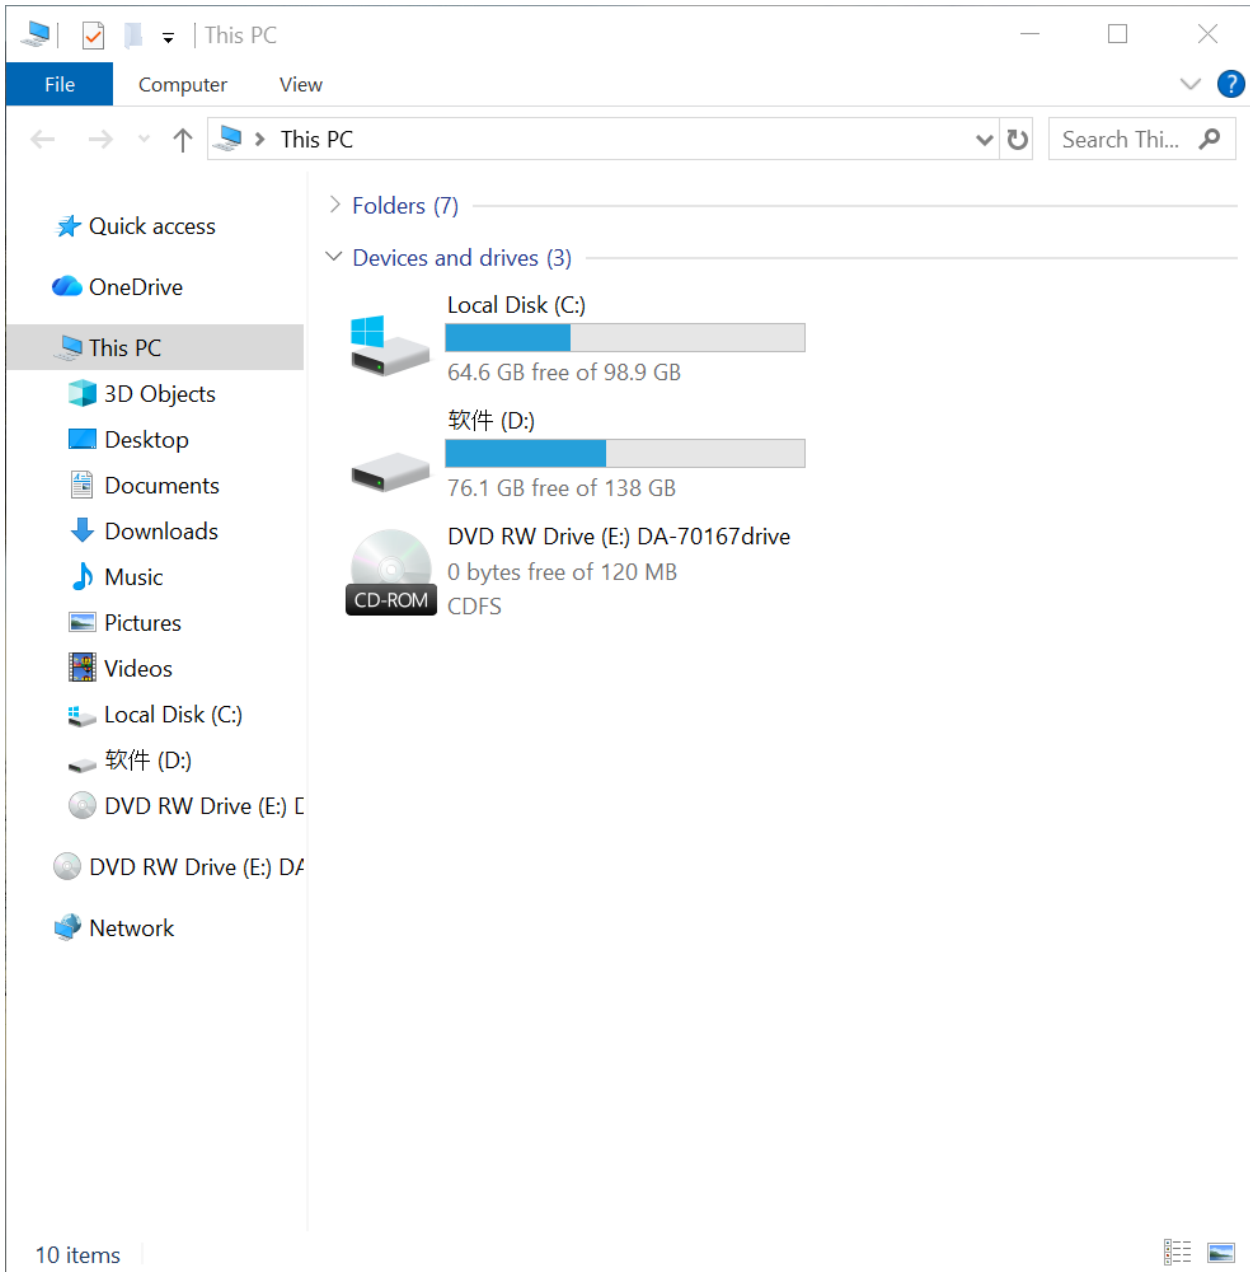 This PC
File Computer View
?
This PC
Search Thi...
Quick access
OneDrive
This PC
3D Objects
Desktop
Documents
Downloads
Music
Pictures
Videos
Local Disk (C:)
软件 (D:)
DVD RW Drive (E:) D
DVD RW Drive (E:) DA
Network
Folders (7)
Devices and drives (3)
Local Disk (C:)
64.6 GB free of 98.9 GB
软件 (D:)
76.1 GB free of 138 GB
DVD RW Drive (E:) DA-70167drive
0 bytes free of 120 MB
CD-ROM
CDFS
10 items